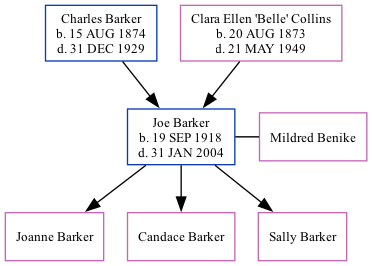 Charles Barker
b. 15 AUG 1874
d. 31 DEC 1929
Clara Ellen 'Belle' Collins
b. 20 AUG 1873
d. 21 MAY 1949
Joe Barker
b. 19 SEP 1918
d. 31 JAN 2004
Mildred Benike
Joanne Barker
Candace Barker
Sally Barker